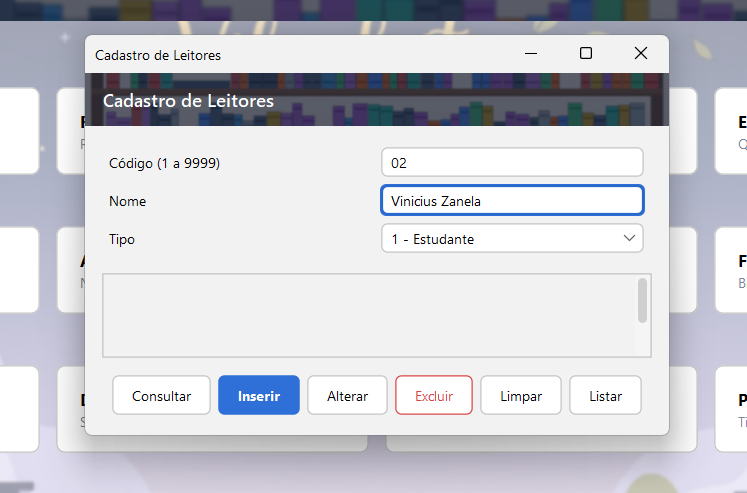 Cadastro de Leitores
Cadastro de Leitores
Código (1 a 9999)
02
Nome
Vinicius Zanela
Tipo
1 - Estudante
Consultar
Inserir
Alterar
Excluir
Limpar
Listar